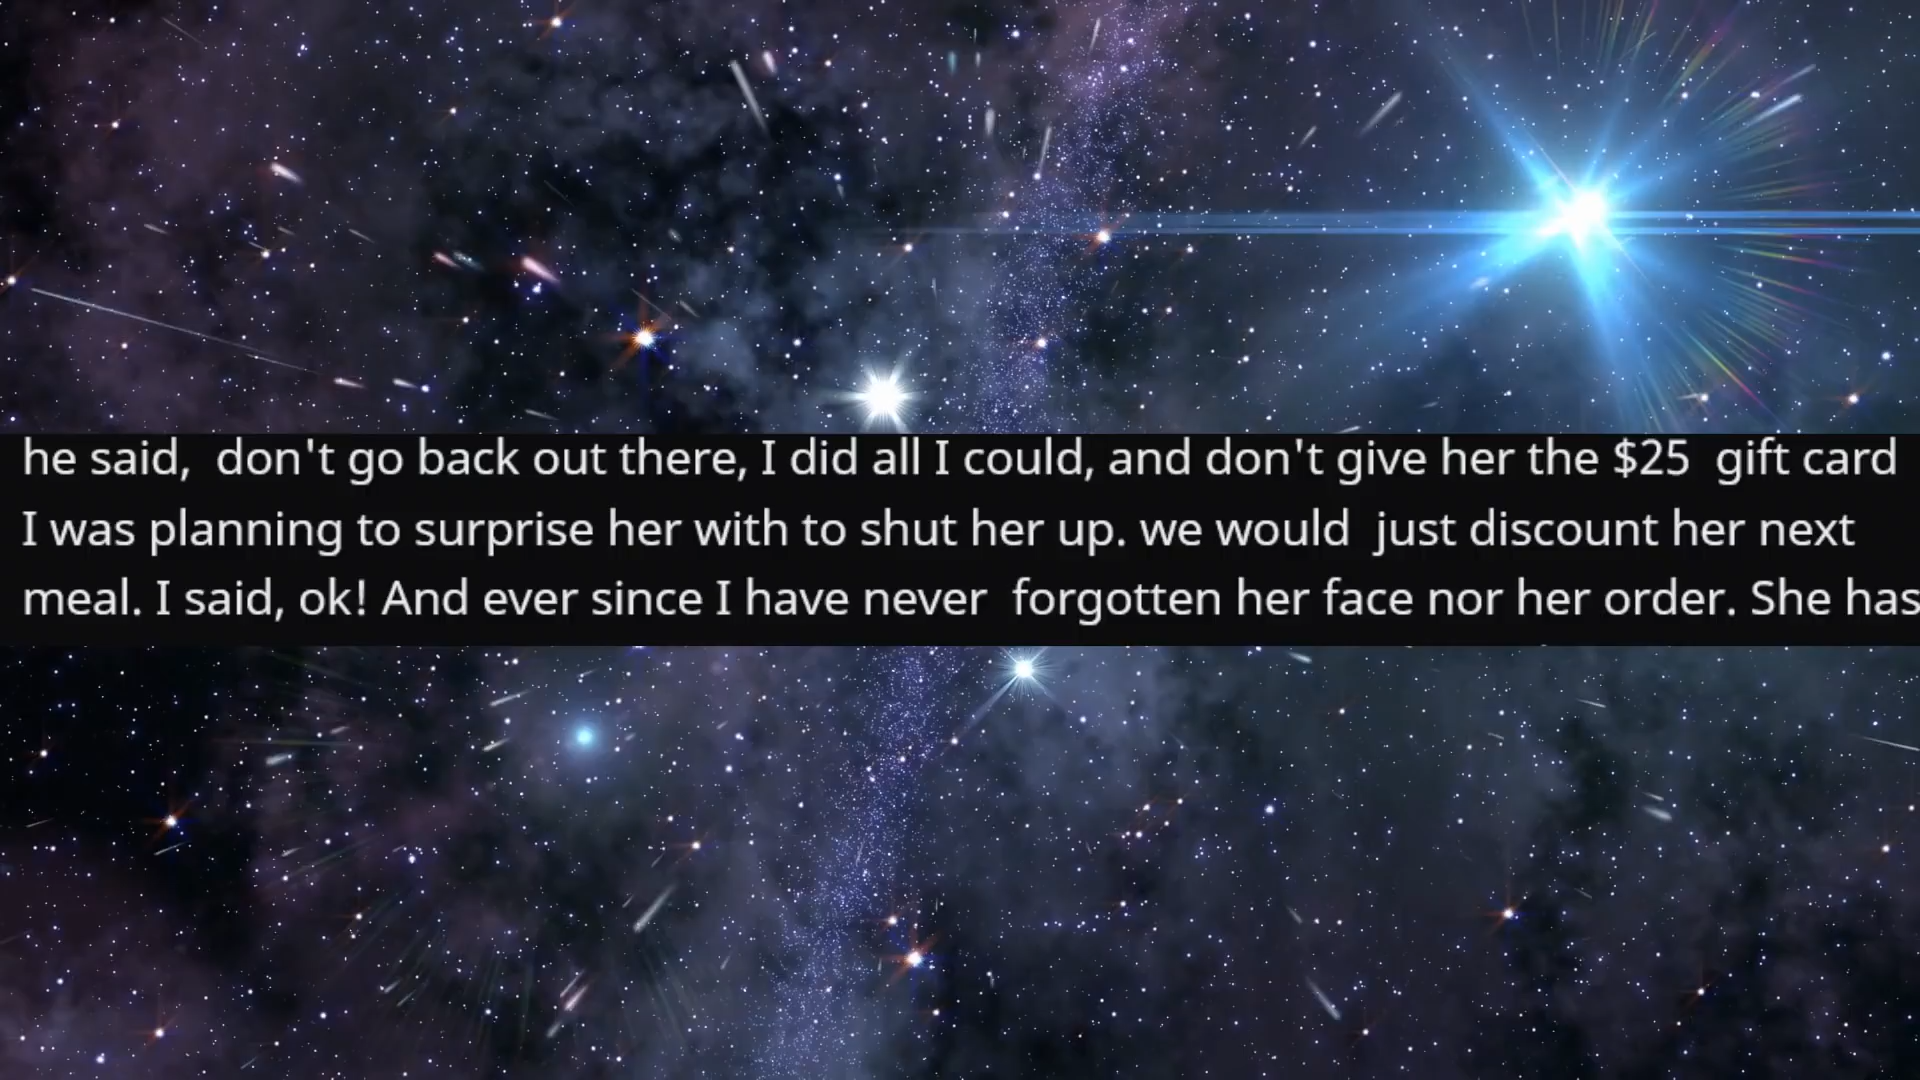 he said,  don't go back out there, I did all I could, and don't give her the $25  gift card
I was planning to surprise her with to shut her up. we would  just discount her next
meal. I said, ok! And ever since I have never  forgotten her face nor her order. She has